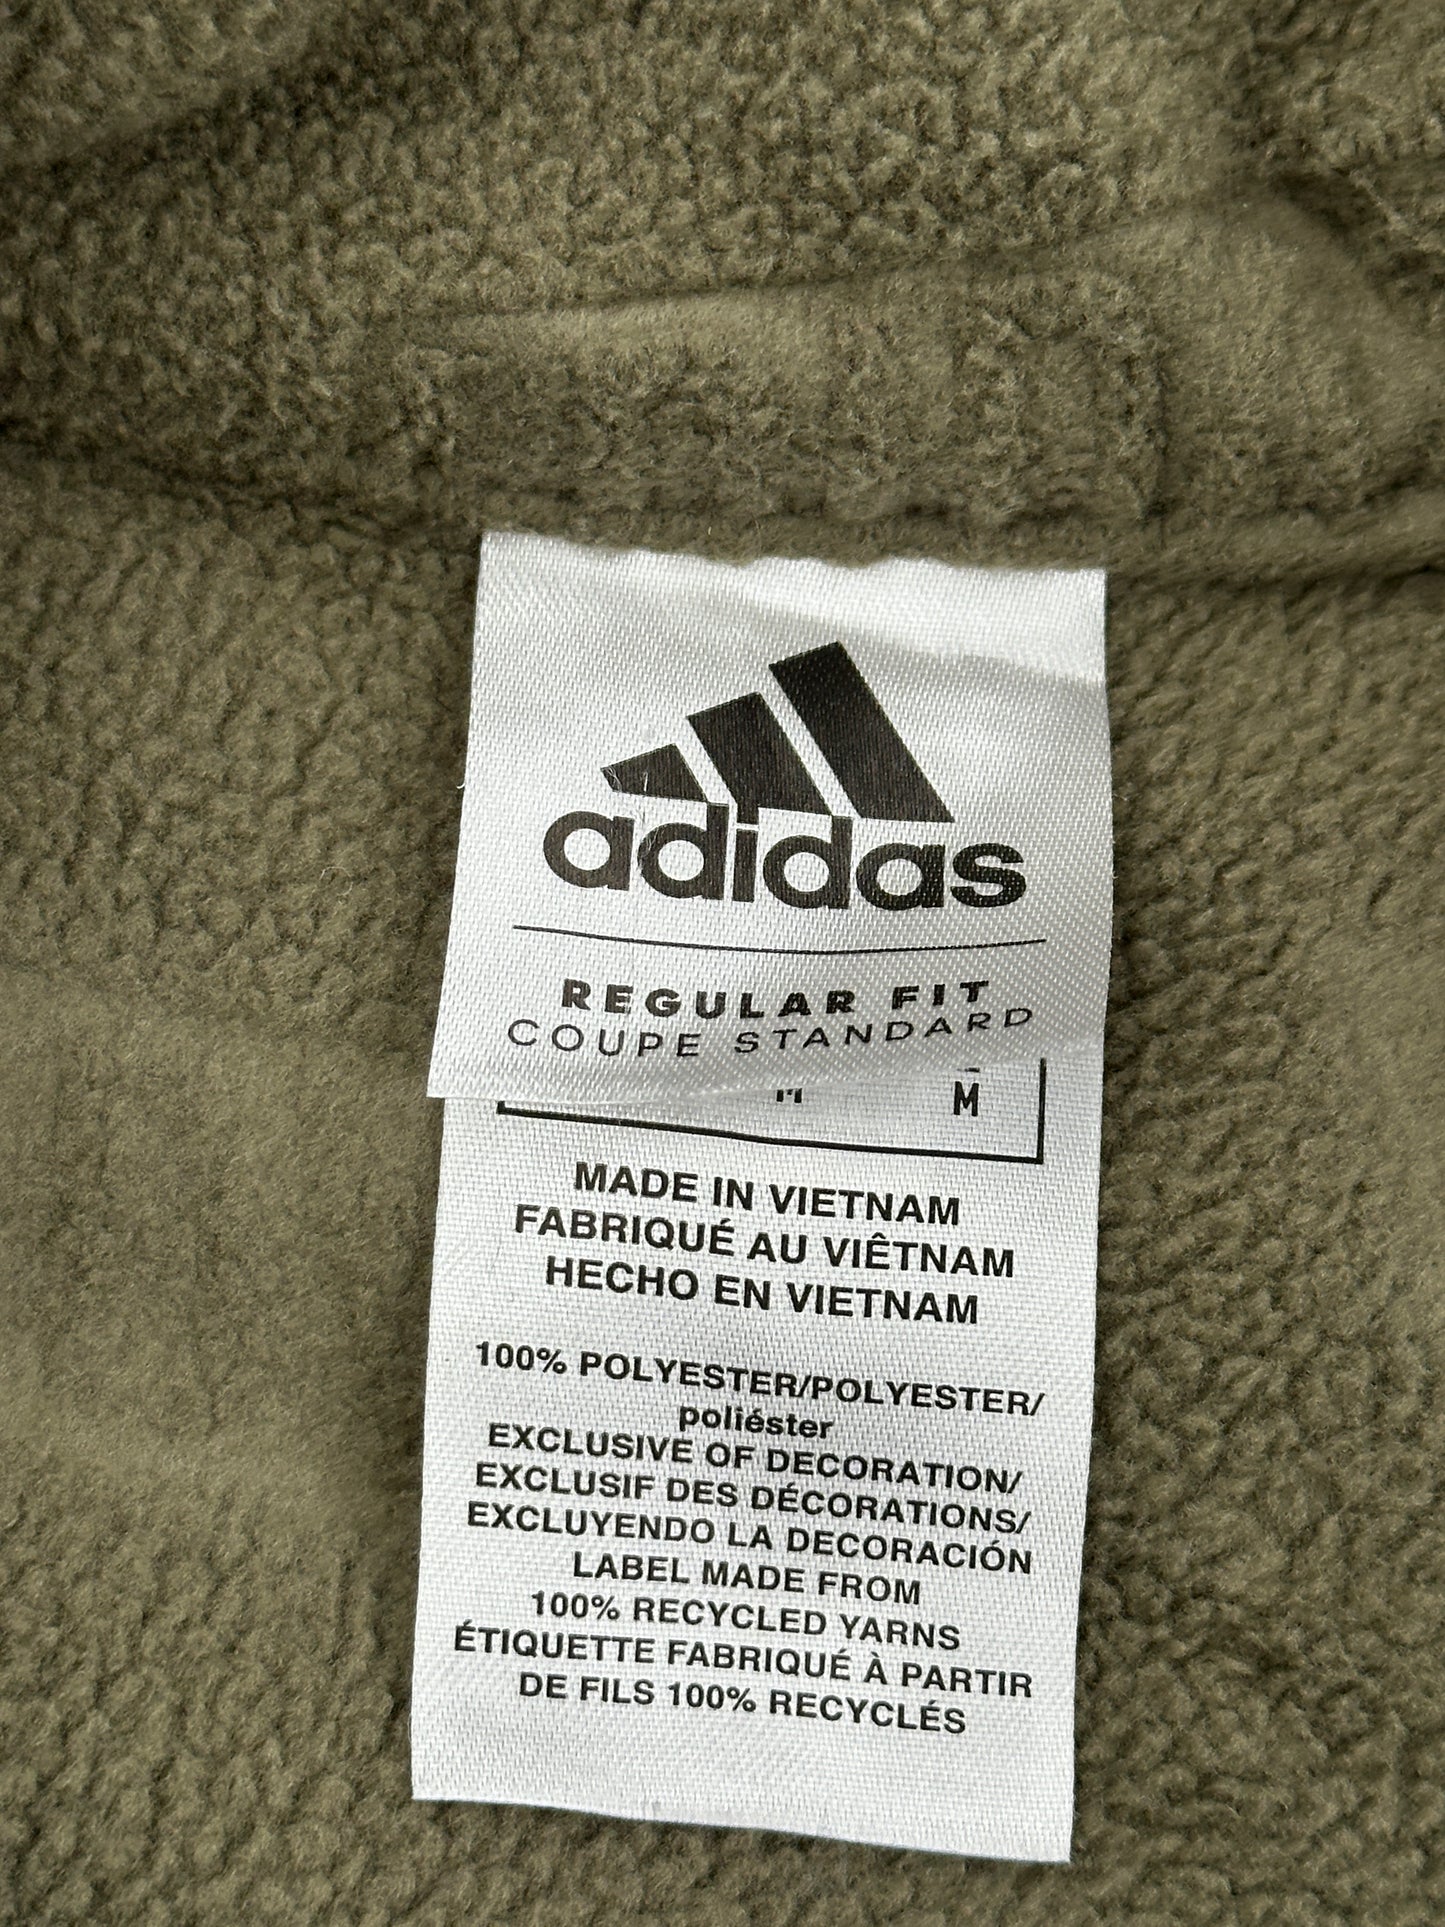 adidas
REGULAR FIT
COUPE STANDARD
M M
MADE IN VIETNAM
FABRIQUÉ AU VIÊTNAM
HECHO EN VIETNAM
100% POLYESTER/POLYESTER/
poliéster
EXCLUSIVE OF DECORATION/
EXCLUSIF DES DÉCORATIONS/
EXCLUYENDO LA DECORACIÓN
LABEL MADE FROM
100% RECYCLED YARNS
ÉTIQUETTE FABRIQUÉ À PARTIR
DE FILS 100% RECYCLÉS